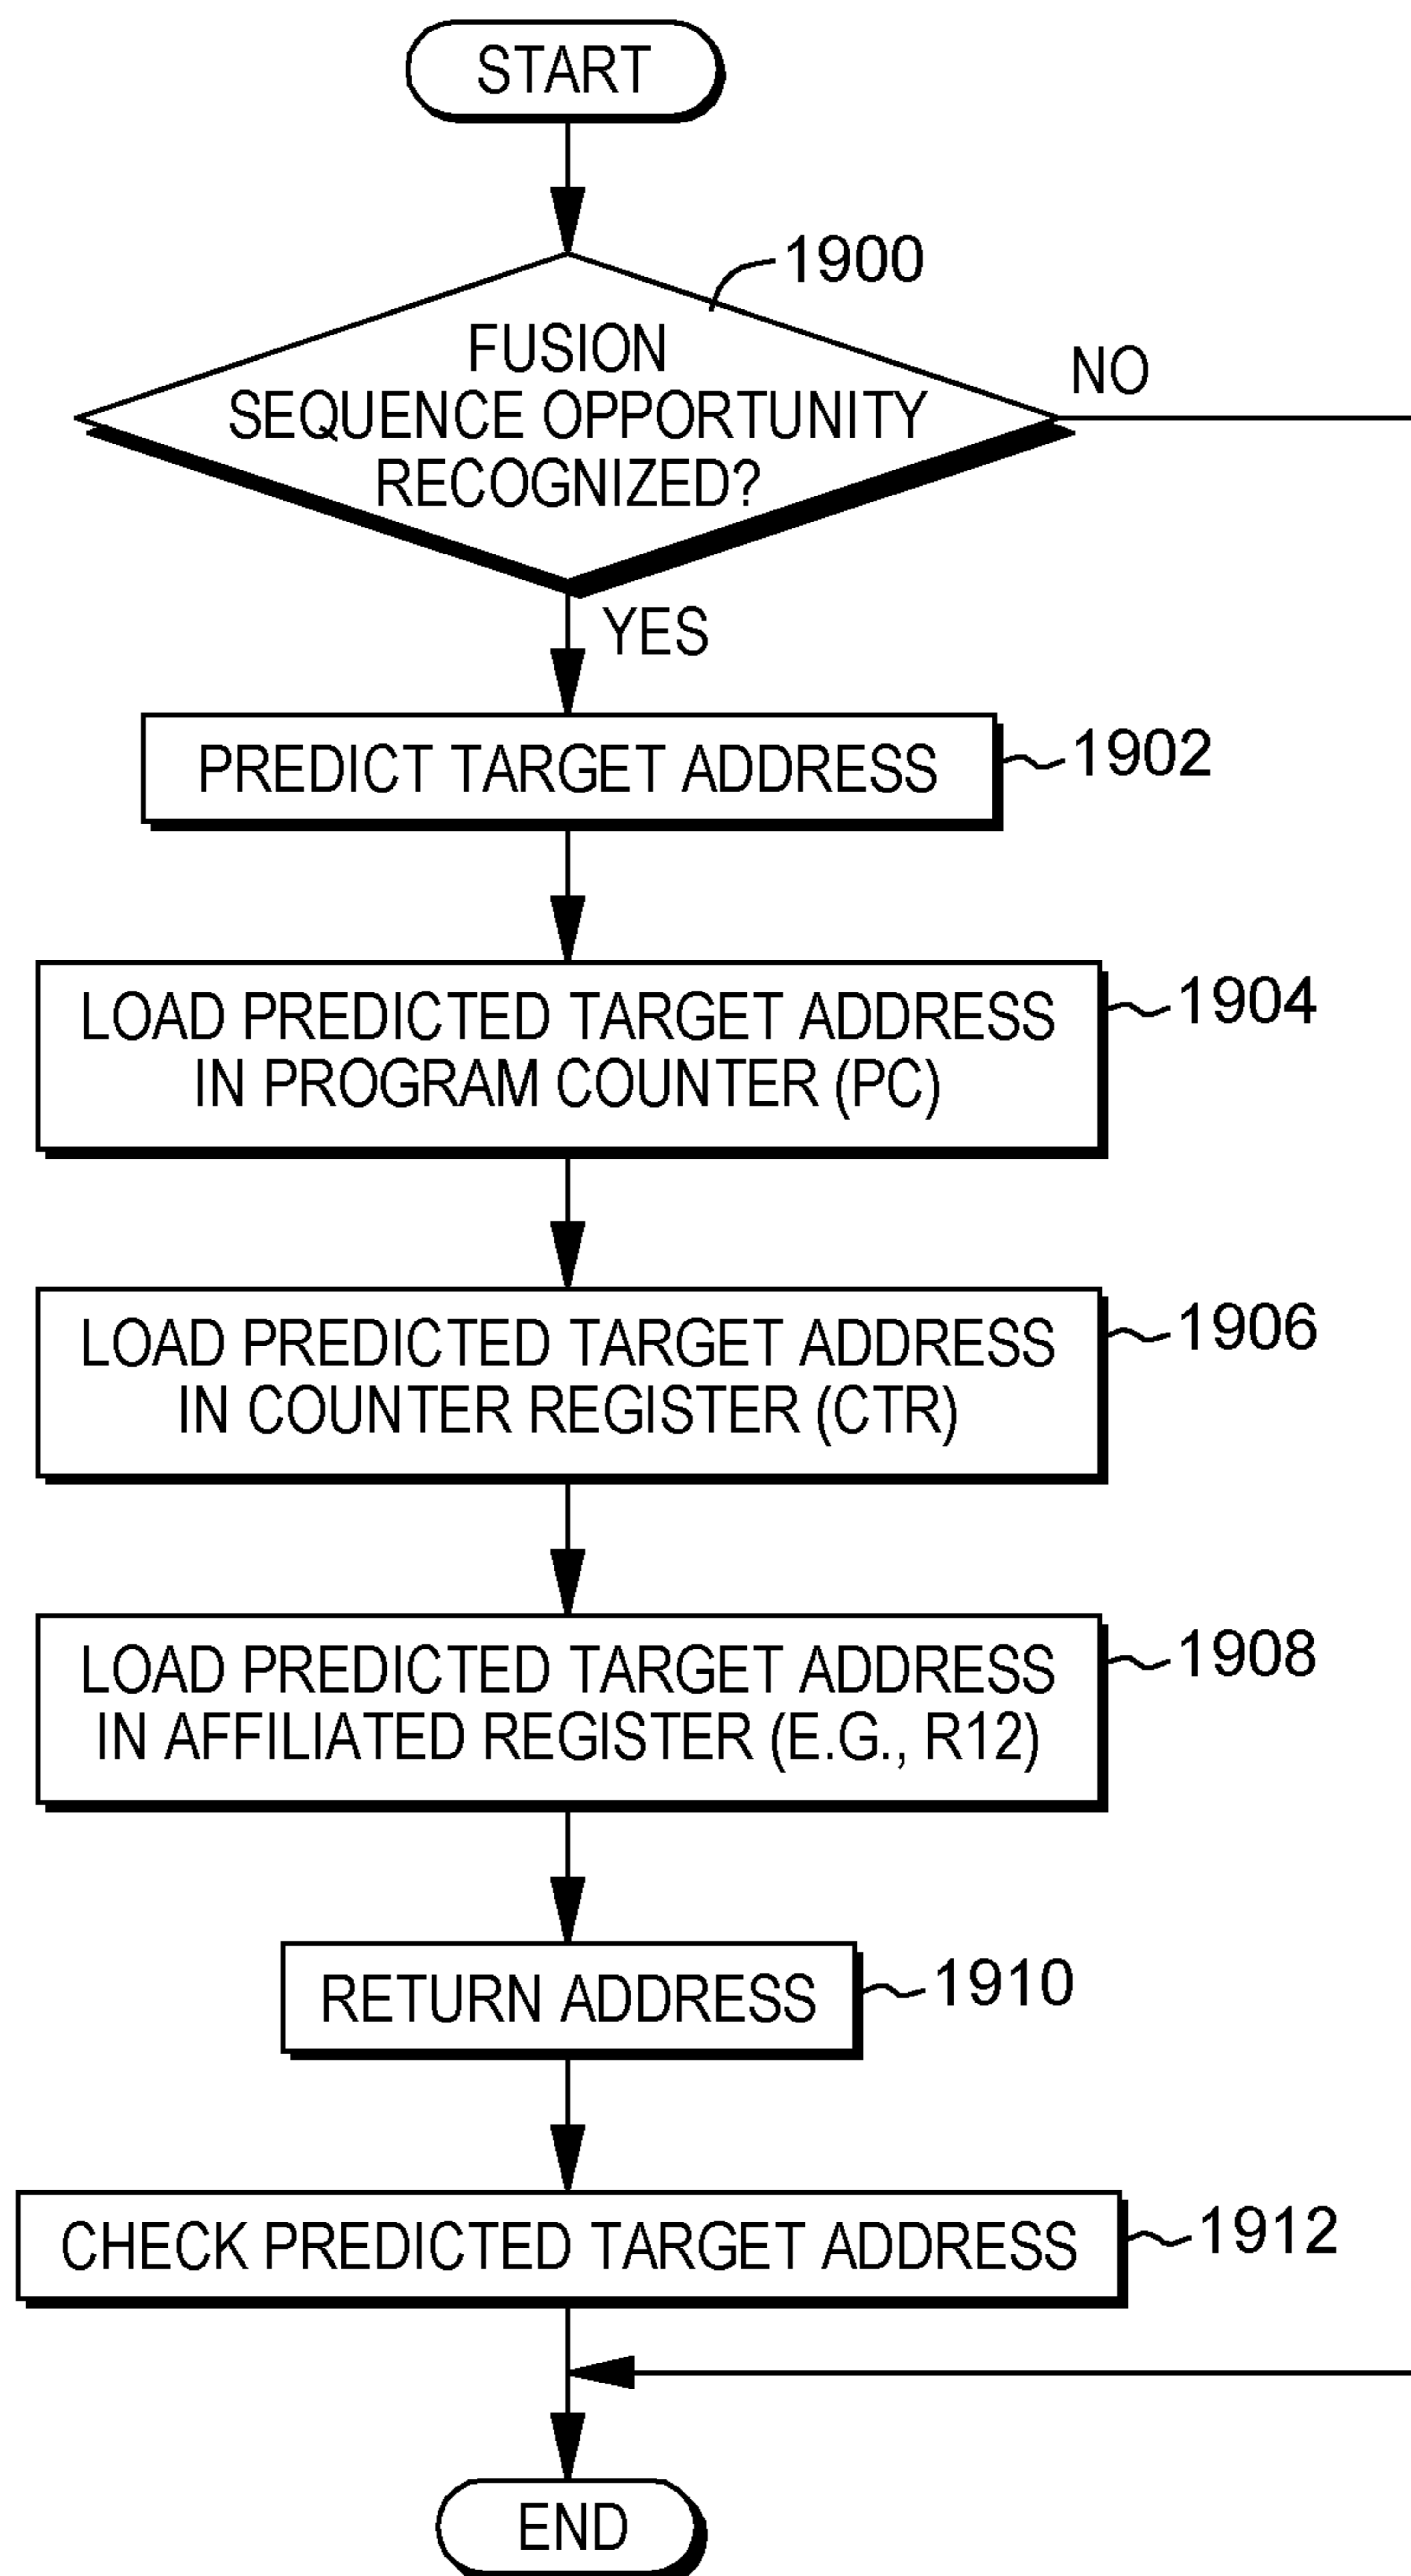 START
1900
FUSION
SEQUENCE OPPORTUNITY
RECOGNIZED?
NO
YES
PREDICT TARGET ADDRESS
1902
LOAD PREDICTED TARGET ADDRESS
IN PROGRAM COUNTER (PC)
1904
LOAD PREDICTED TARGET ADDRESS
IN COUNTER REGISTER (CTR)
1906
LOAD PREDICTED TARGET ADDRESS
IN AFFILIATED REGISTER (E.G., R12)
1908
RETURN ADDRESS
1910
CHECK PREDICTED TARGET ADDRESS
1912
END